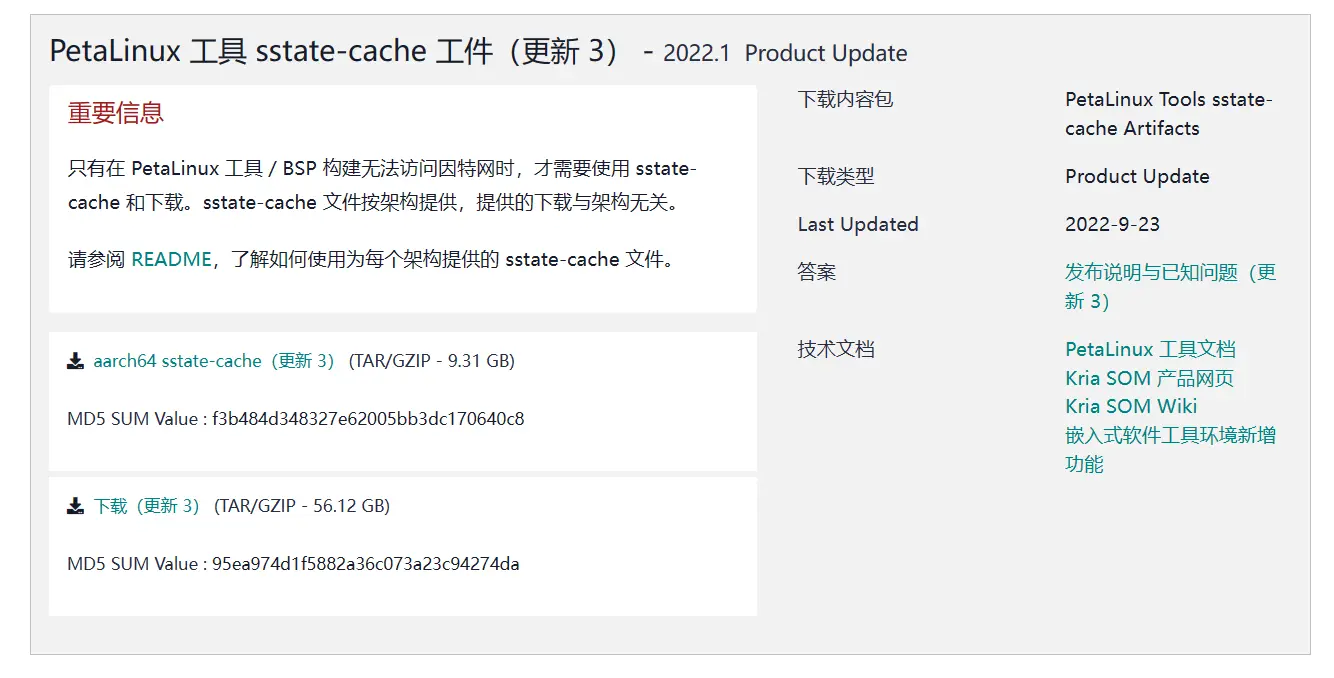 PetaLinux 工具 sstate-cache 工件（更新 3） - 2022.1 Product Update
重要信息
只有在 PetaLinux 工具 / BSP 构建无法访问因特网时，才需要使用 sstate-
cache 和下载。sstate-cache 文件按架构提供，提供的下载与架构无关。
请参阅 README，了解如何使用为每个架构提供的 sstate-cache 文件。
aarch64 sstate-cache（更新 3） (TAR/GZIP - 9.31 GB)
MD5 SUM Value : f3b484d348327e62005bb3dc170640c8
下载（更新 3） (TAR/GZIP - 56.12 GB)
MD5 SUM Value : 95ea974d1f5882a36c073a23c94274da
下载内容包
PetaLinux Tools sstate-
cache Artifacts
下载类型
Product Update
Last Updated
2022-9-23
答案
发布说明与已知问题（更
新 3）
技术文档
PetaLinux 工具文档
Kria SOM 产品网页
Kria SOM Wiki
嵌入式软件工具环境新增
功能